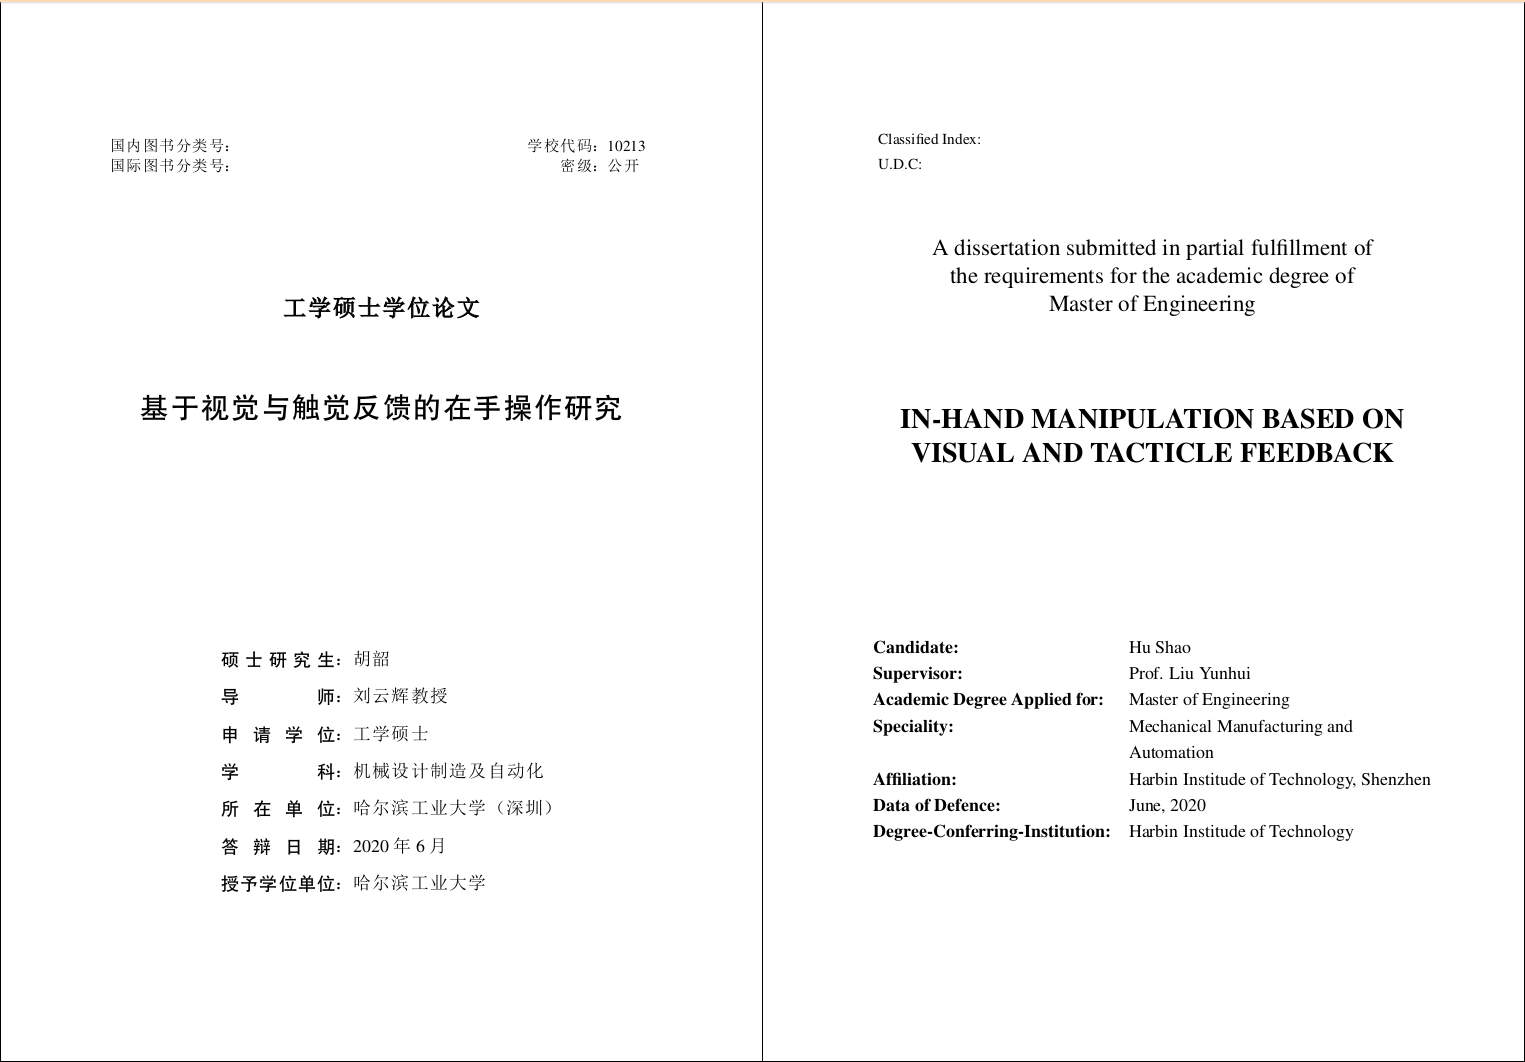 国内图书分类号： 学校代码：10213
国际图书分类号： 密级：公开
工学硕士学位论文
基于视觉与触觉反馈的在手操作研究
硕士研究生：胡韶
导师：刘云辉教授
申请学位：工学硕士
学科：机械设计制造及自动化
所在单位：哈尔滨工业大学（深圳）
答辩日期：2020 年 6 月
授予学位单位：哈尔滨工业大学
Classified Index:
U.D.C:
A dissertation submitted in partial fulfillment of
the requirements for the academic degree of
Master of Engineering
IN-HAND MANIPULATION BASED ON
VISUAL AND TACTICLE FEEDBACK
Candidate: Hu Shao
Supervisor: Prof. Liu Yunhui
Academic Degree Applied for: Master of Engineering
Speciality: Mechanical Manufacturing and
Automation
Affiliation: Harbin Institude of Technology, Shenzhen
Data of Defence: June, 2020
Degree-Conferring-Institution: Harbin Institude of Technology